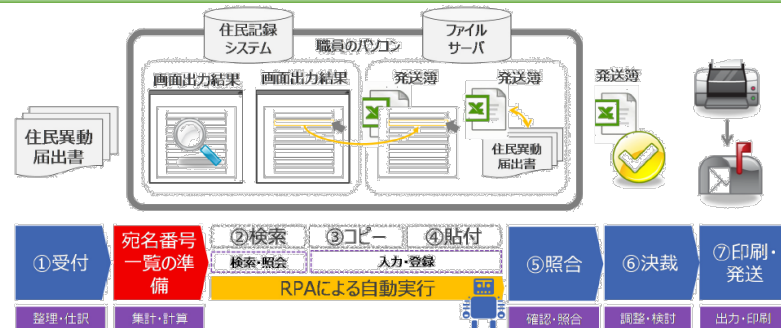 住民記録
システム
職員のパソコン
ファイル
サーバ
画面出力結果
画面出力結果
発送簿
発送簿
発送簿
住民異動
届出書
住民異動
届出書
①受付
宛名番号
一覧の準
備
②検索
③コピー
④貼付
検索・照会
入力・登録
RPAによる自動実行
⑤照合
⑥決裁
⑦印刷・
発送
整理・仕訳
集計・計算
確認・照合
調整・検討
出力・印刷